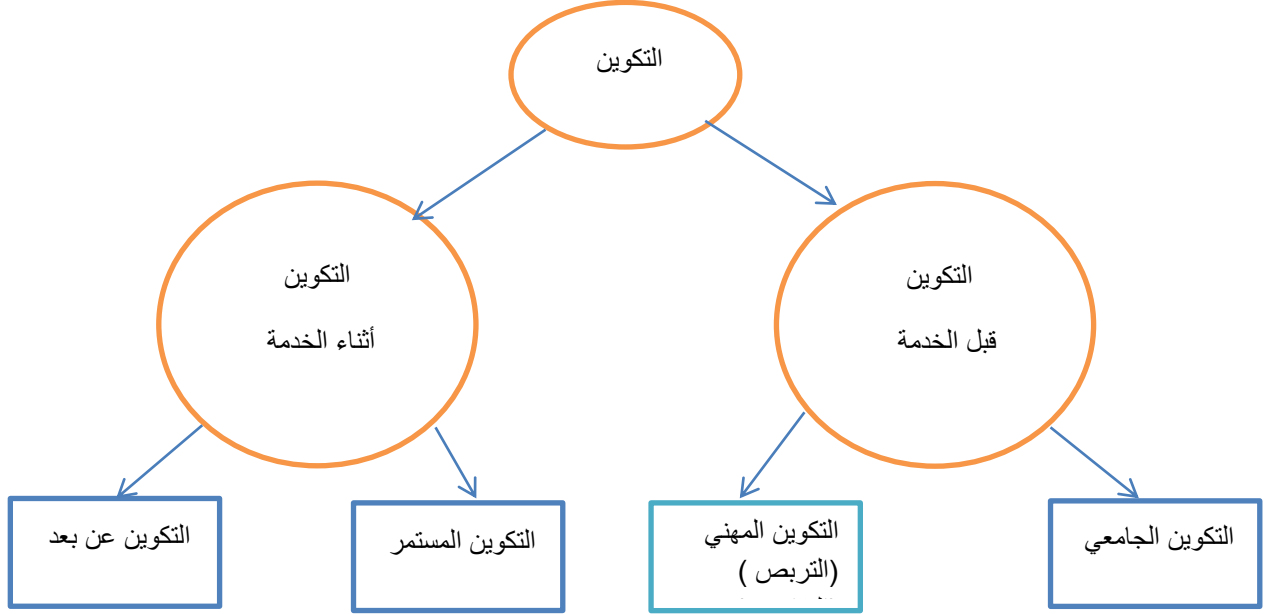 التكوين
التكوين
قبل الخدمة
التكوين
أثناء الخدمة
التكوين الجامعي
التكوين المهني
(التربص )
التكوين المستمر
التكوين عن بعد